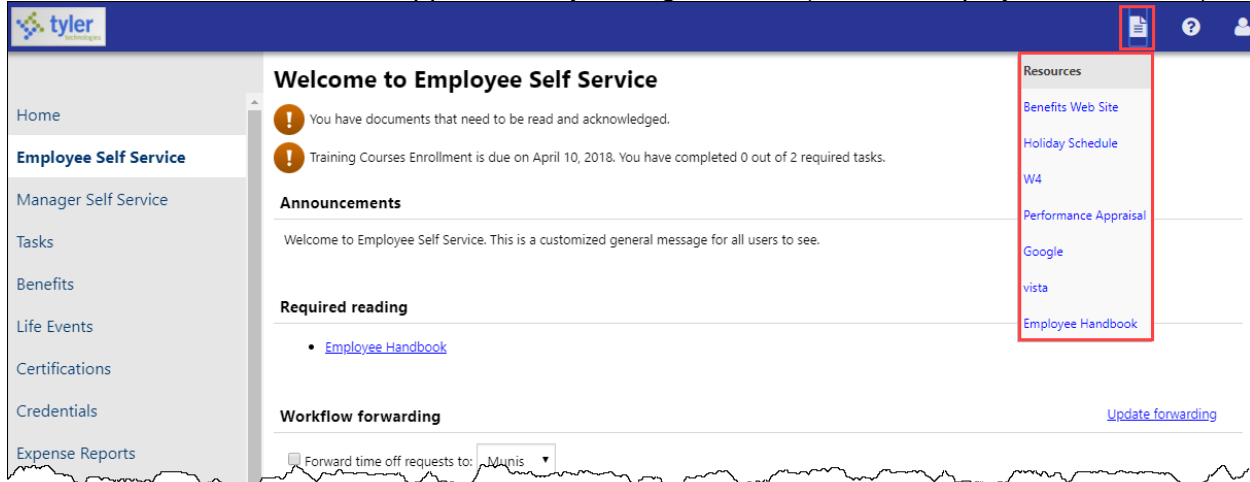 tyler
technologies
Resources
Benefits Web Site
Holiday Schedule
W4
Performance Appraisal
Google
vista
Employee Handbook
Home
Employee Self Service
Manager Self Service
Tasks
Benefits
Life Events
Certifications
Credentials
Expense Reports
Welcome to Employee Self Service
You have documents that need to be read and acknowledged.
Training Courses Enrollment is due on April 10, 2018. You have completed 0 out of 2 required tasks.
Announcements
Welcome to Employee Self Service. This is a customized general message for all users to see.
Required reading
Employee Handbook
Workflow forwarding
Update forwarding
Forward time off requests to: Munis